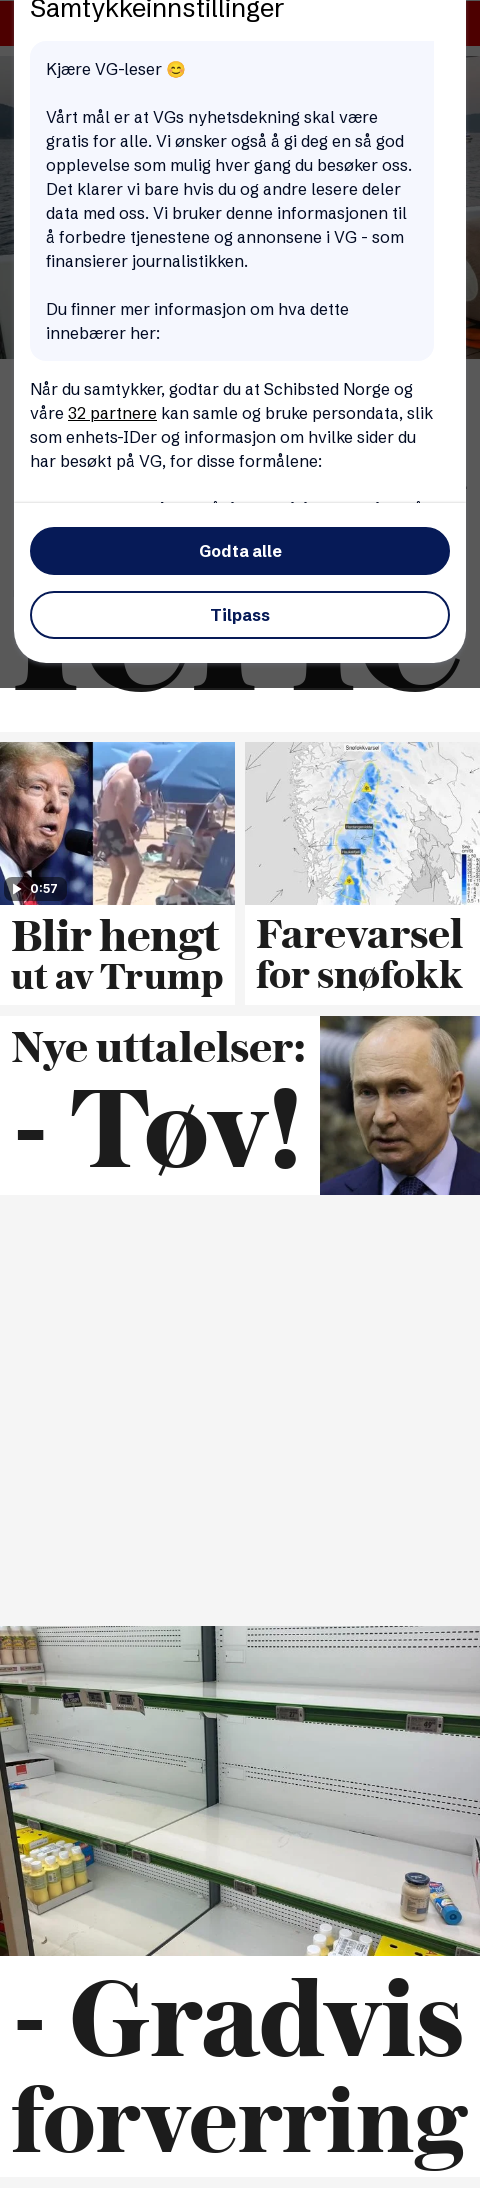 Samtykkeinnstillinger
Kjære VG-leser 😊
Vårt mål er at VGs nyhetsdekning skal være
gratis for alle. Vi ønsker også å gi deg en så god
opplevelse som mulig hver gang du besøker oss.
Det klarer vi bare hvis du og andre lesere deler
data med oss. Vi bruker denne informasjonen til
å forbedre tjenestene og annonsene i VG - som
finansierer journalistikken.
Du finner mer informasjon om hva dette
innebærer her:
Når du samtykker, godtar du at Schibsted Norge og
våre 32 partnere kan samle og bruke persondata, slik
som enhets-IDer og informasjon om hvilke sider du
har besøkt på VG, for disse formålene:
Godta alle
Tilpass
0:57
Snøfokkvarsel
Blir hengt
ut av Trump
Farevarsel
for snøfokk
Nye uttalelser:
- Tøv!
- Gradvis
forverring